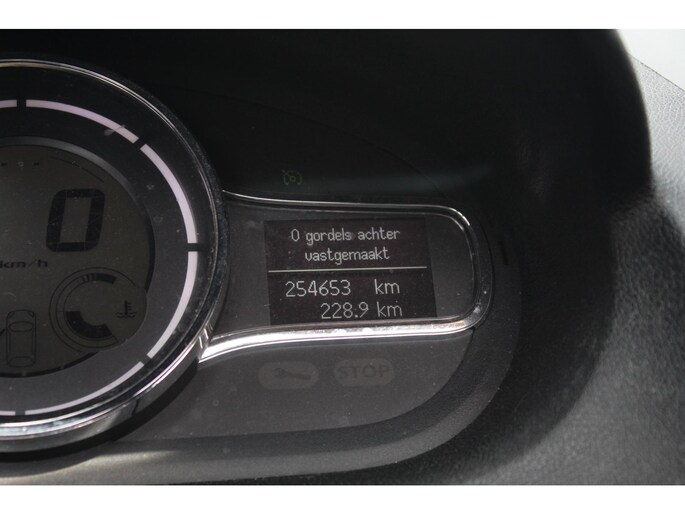 0
km/h
0 gordels achter
vastgemaakt
254653 km
228.9 km
STOP